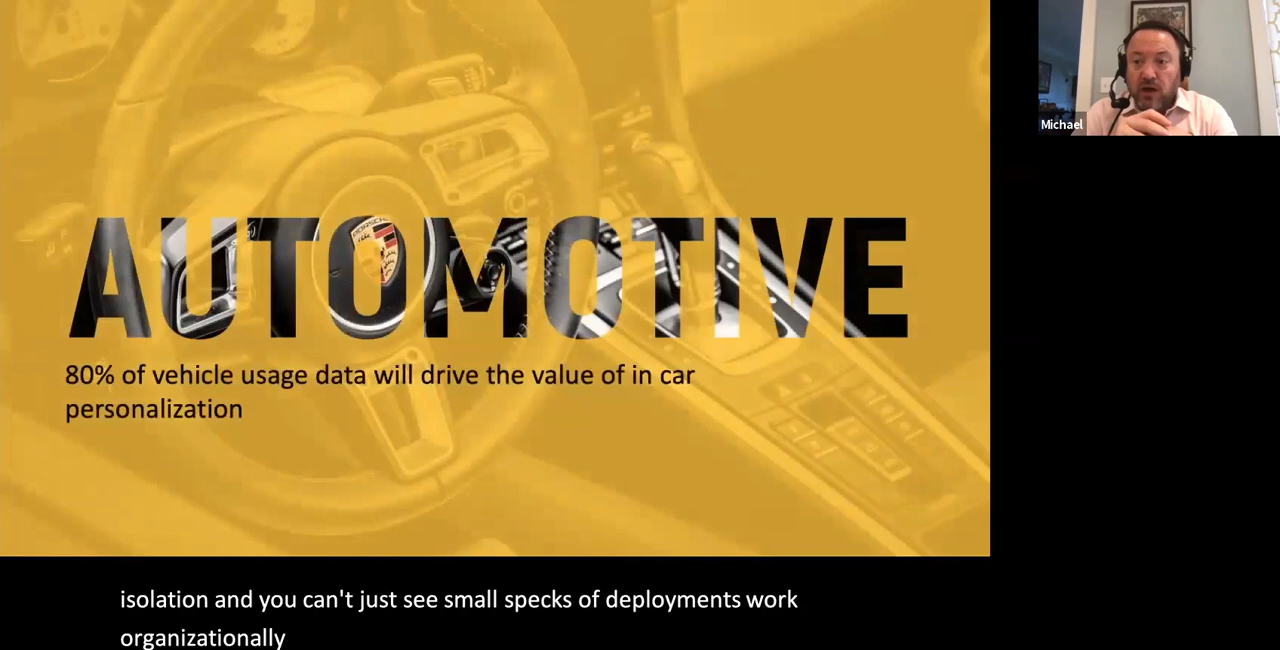 AUTOMOTIVE
PORSCHE
80% of vehicle usage data will drive the value of in car
personalization
Michael
isolation and you can't just see small specks of deployments work
organizationally